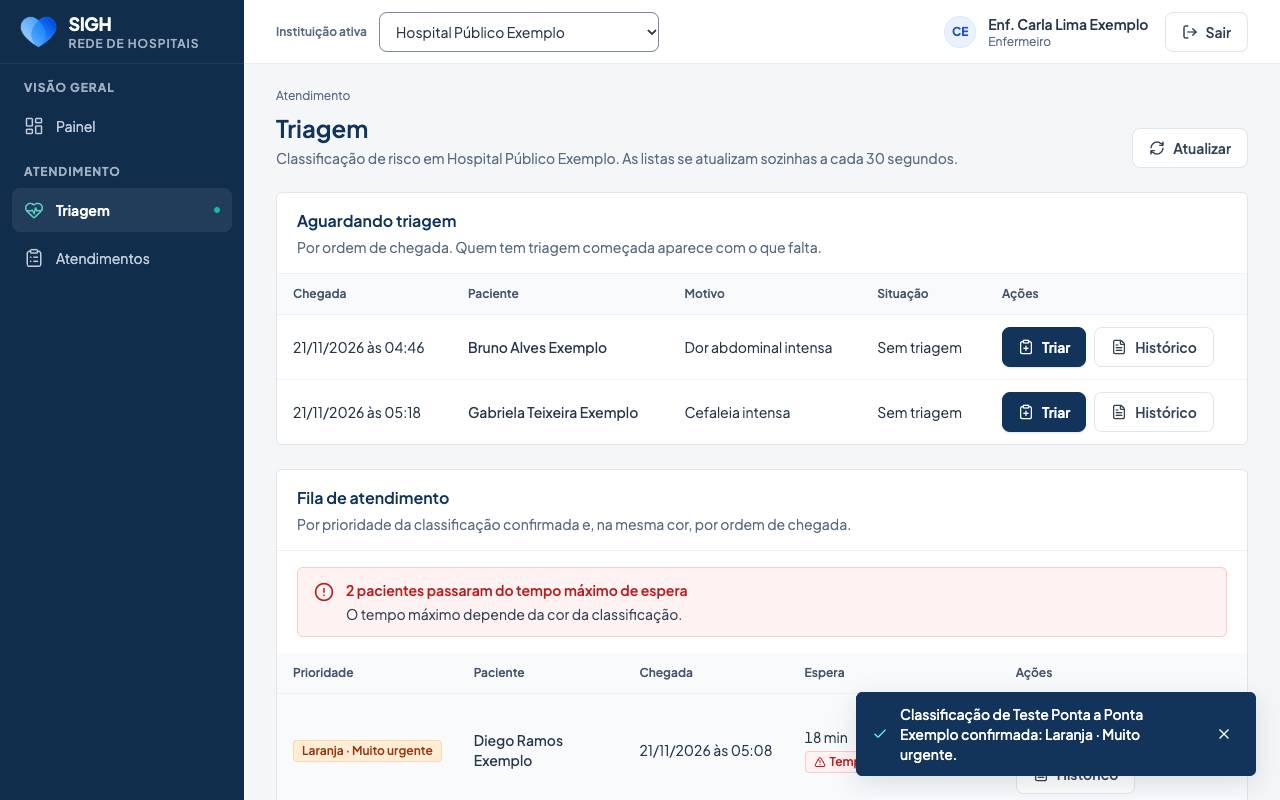 SIGH
REDE DE HOSPITAIS
VISÃO GERAL
Painel
ATENDIMENTO
Triagem
Atendimentos
Instituição ativa
Hospital Público Exemplo
CE
Enf. Carla Lima Exemplo
Enfermeiro
Sair
Atendimento
Triagem
Classificação de risco em Hospital Público Exemplo. As listas se atualizam sozinhas a cada 30 segundos.
Atualizar
Aguardando triagem
Por ordem de chegada. Quem tem triagem começada aparece com o que falta.
Chegada Paciente Motivo Situação Ações
21/11/2026 às 04:46 Bruno Alves Exemplo Dor abdominal intensa Sem triagem Triar Histórico
21/11/2026 às 05:18 Gabriela Teixeira Exemplo Cefaleia intensa Sem triagem Triar Histórico
Fila de atendimento
Por prioridade da classificação confirmada e, na mesma cor, por ordem de chegada.
2 pacientes passaram do tempo máximo de espera
O tempo máximo depende da cor da classificação.
Prioridade Paciente Chegada Espera Ações
Laranja · Muito urgente
Diego Ramos
Exemplo
21/11/2026 às 05:08
18 min
Histórico
Classificação de Teste Ponta a Ponta
Exemplo confirmada: Laranja · Muito
urgente.